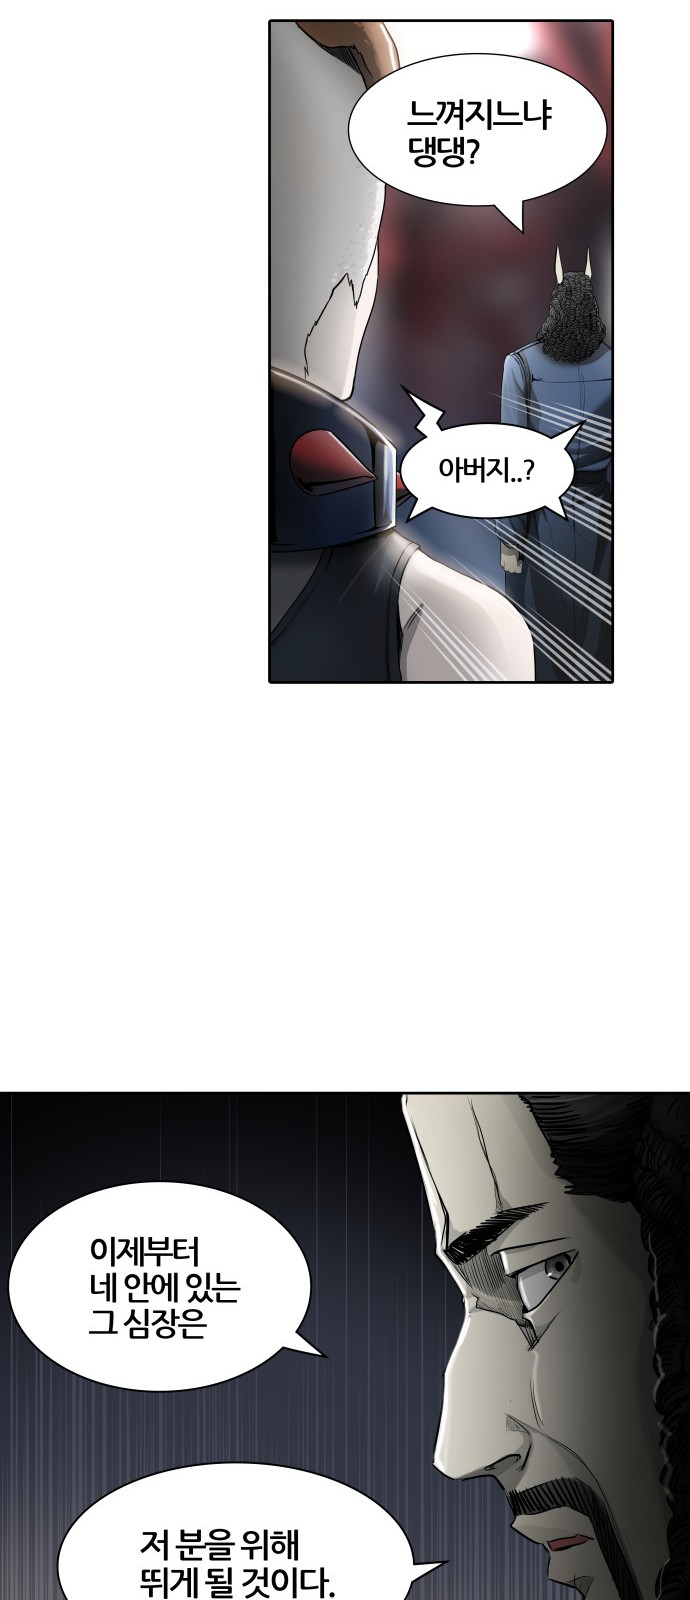 느껴지느냐
댕댕?
아버지..?
이제부터
네 안에 있는
그 심장은
저 분을 위해
뛰게 될 것이다.